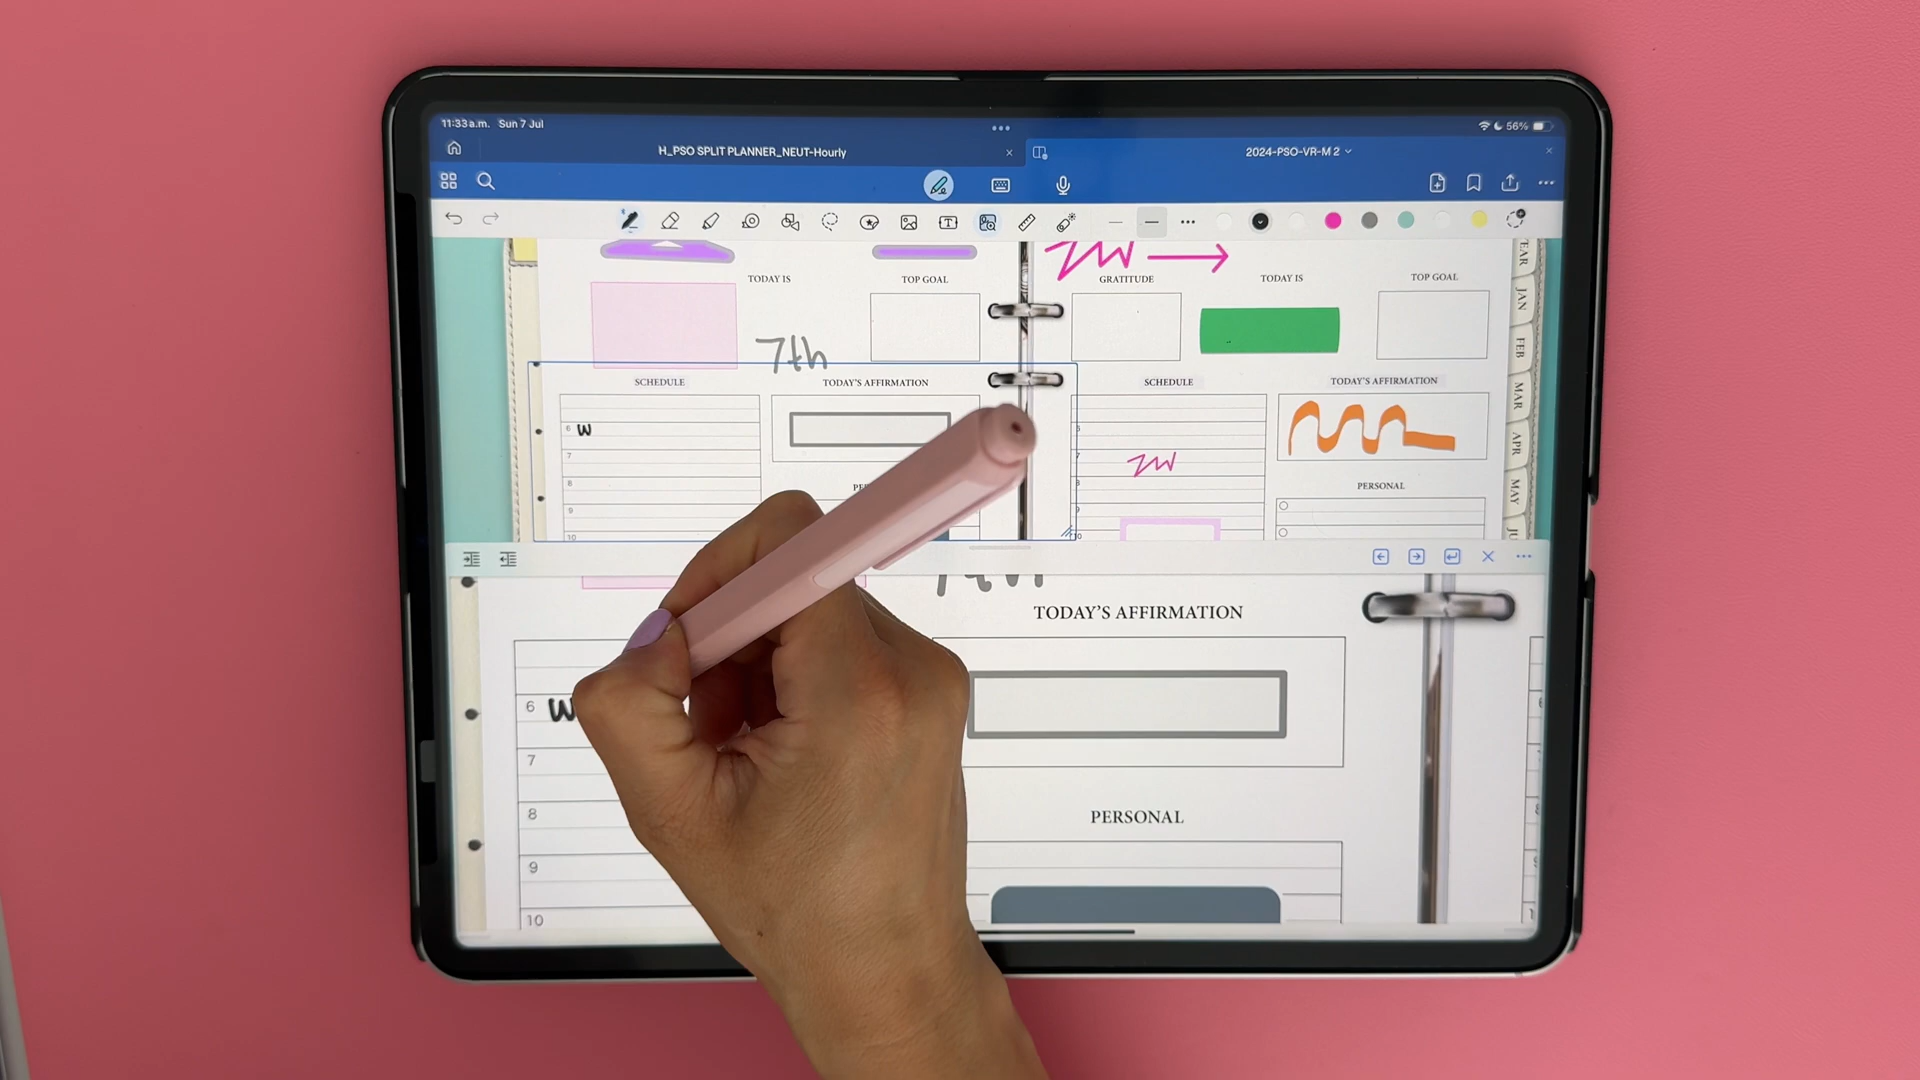 11:33 a.m. Sun 7 Jul
56%
H_PSO SPLIT PLANNER_NEUT-Hourly
2024-PSO-VR-M 2
TODAY IS
TOP GOAL
GRATITUDE
TODAY IS
TOP GOAL
7th
SCHEDULE
TODAY'S AFFIRMATION
SCHEDULE
TODAY'S AFFIRMATION
6 W
7
8
9
10
PERSONAL
10
JAN
FEB
MAR
APR
MAY
TODAY'S AFFIRMATION
6 W
7
8
9
10
PERSONAL